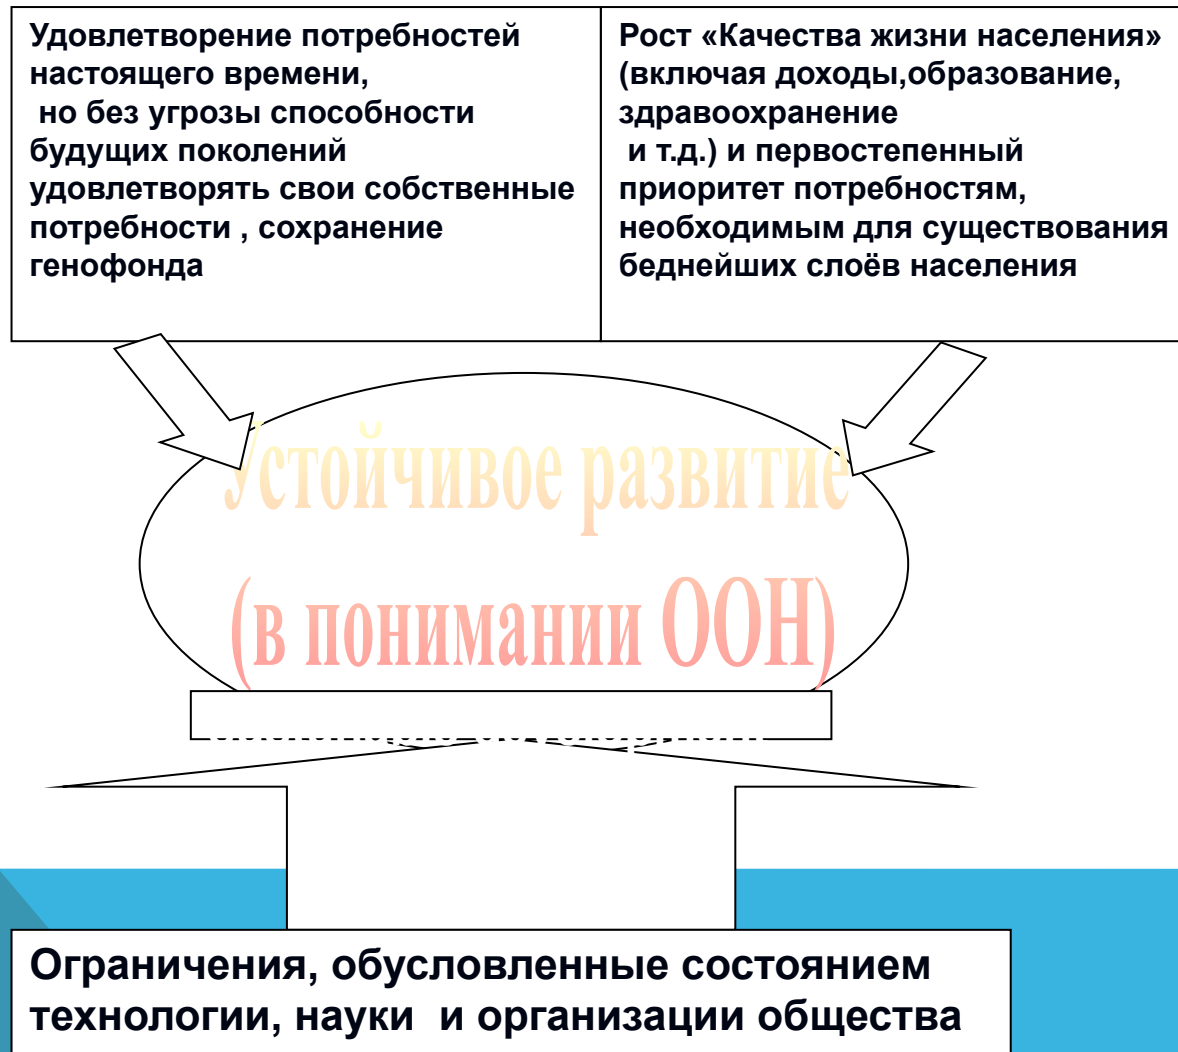 Удовлетворение потребностей
настоящего времени,
но без угрозы способности
будущих поколений
удовлетворять свои собственные
потребности , сохранение
генофонда
Рост «Качества жизни населения»
(включая доходы,образование,
здравоохранение
и т.д.) и первостепенный
приоритет потребностям,
необходимым для существования
беднейших слоёв населения
Устойчивое развитие
(в понимании ООН)
Ограничения, обусловленные состоянием
технологии, науки и организации общества